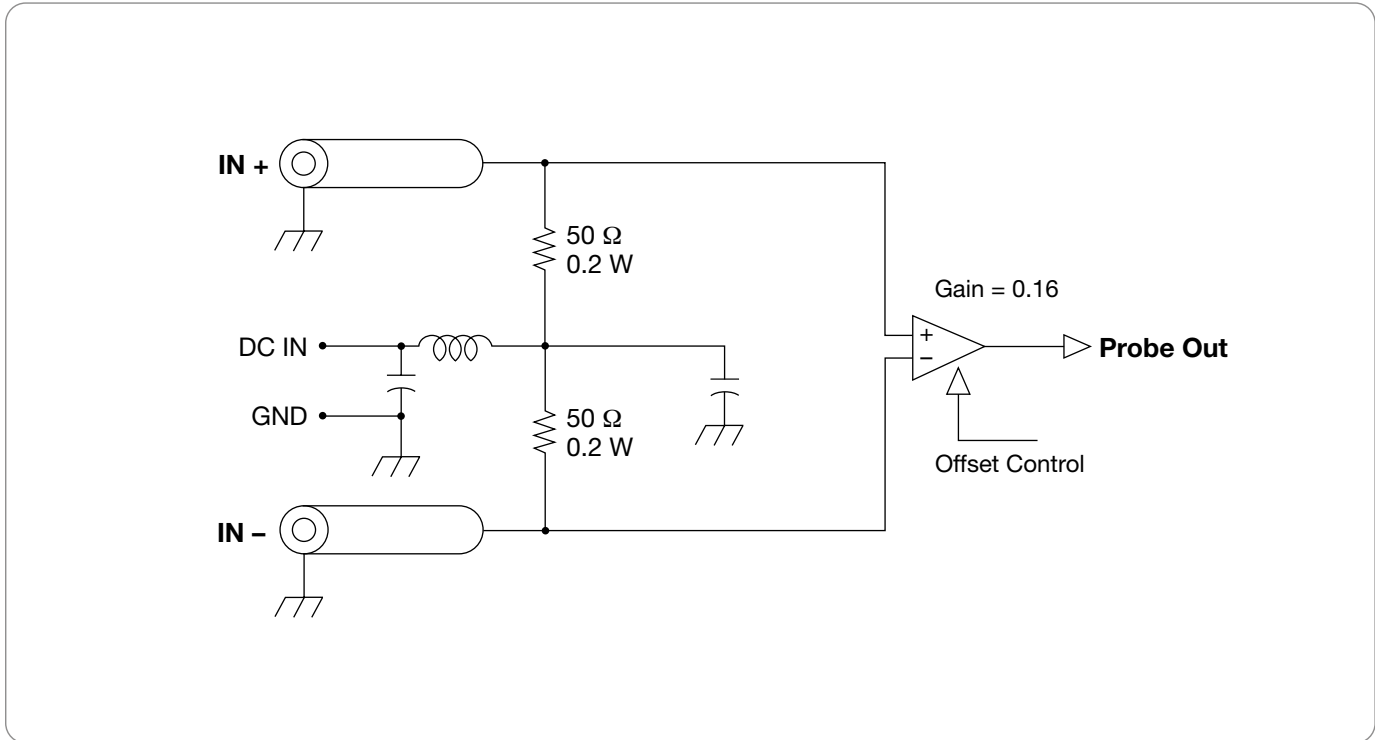 IN +
50 Ω
0.2 W
Gain = 0.16
+
−
Probe Out
DC IN
GND
50 Ω
0.2 W
Offset Control
IN −